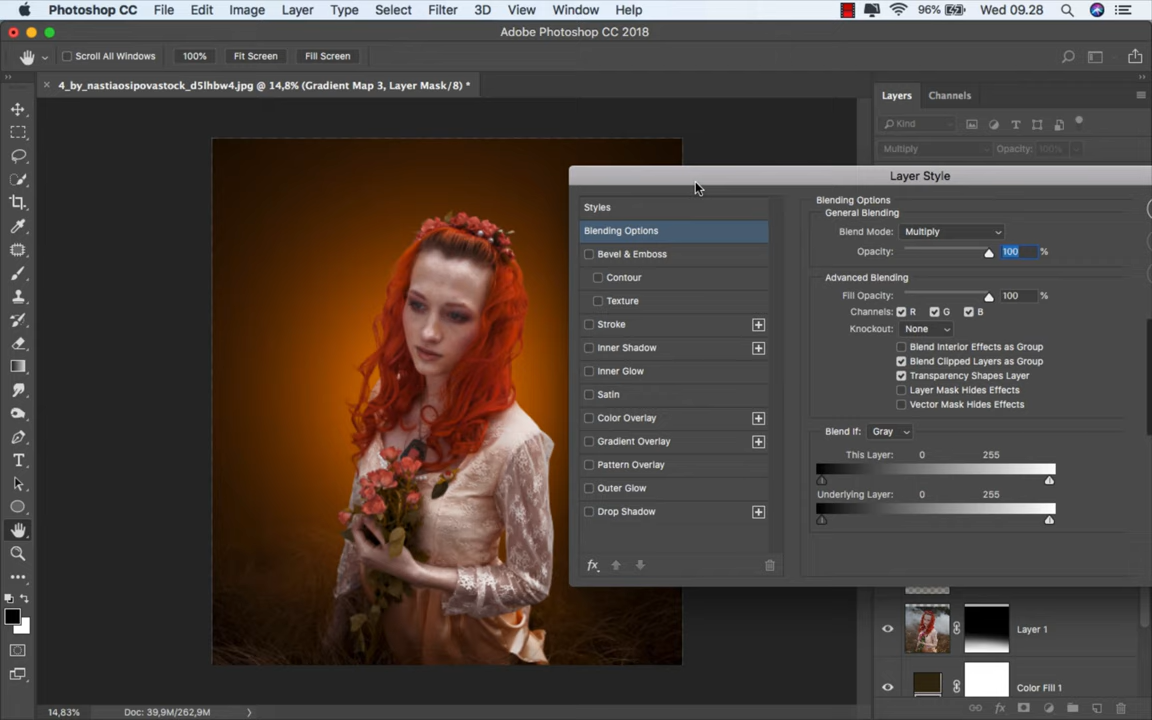 Photoshop CC File Edit Image Layer Type Select Filter 3D View Window Help 96% Wed 09.28
Adobe Photoshop CC 2018
Scroll All Windows 100% Fit Screen Fill Screen
4_by_nastiaosipovastock_d5lhbw4.jpg @ 14,8% (Gradient Map 3, Layer Mask/8) *
Layers Channels
Kind
Multiply Opacity: 100%
Layer Style
Styles
Blending Options
Bevel & Emboss
Contour
Texture
Stroke
Inner Shadow
Inner Glow
Satin
Color Overlay
Gradient Overlay
Pattern Overlay
Outer Glow
Drop Shadow
fx
Blending Options
General Blending
Blend Mode: Multiply
Opacity: 100 %
Advanced Blending
Fill Opacity: 100 %
Channels: R G B
Knockout: None
Blend Interior Effects as Group
Blend Clipped Layers as Group
Transparency Shapes Layer
Layer Mask Hides Effects
Vector Mask Hides Effects
Blend If: Gray
This Layer: 0 255
Underlying Layer: 0 255
Layer 1
Color Fill 1
fx
14,83% Doc: 39,9M/262,9M